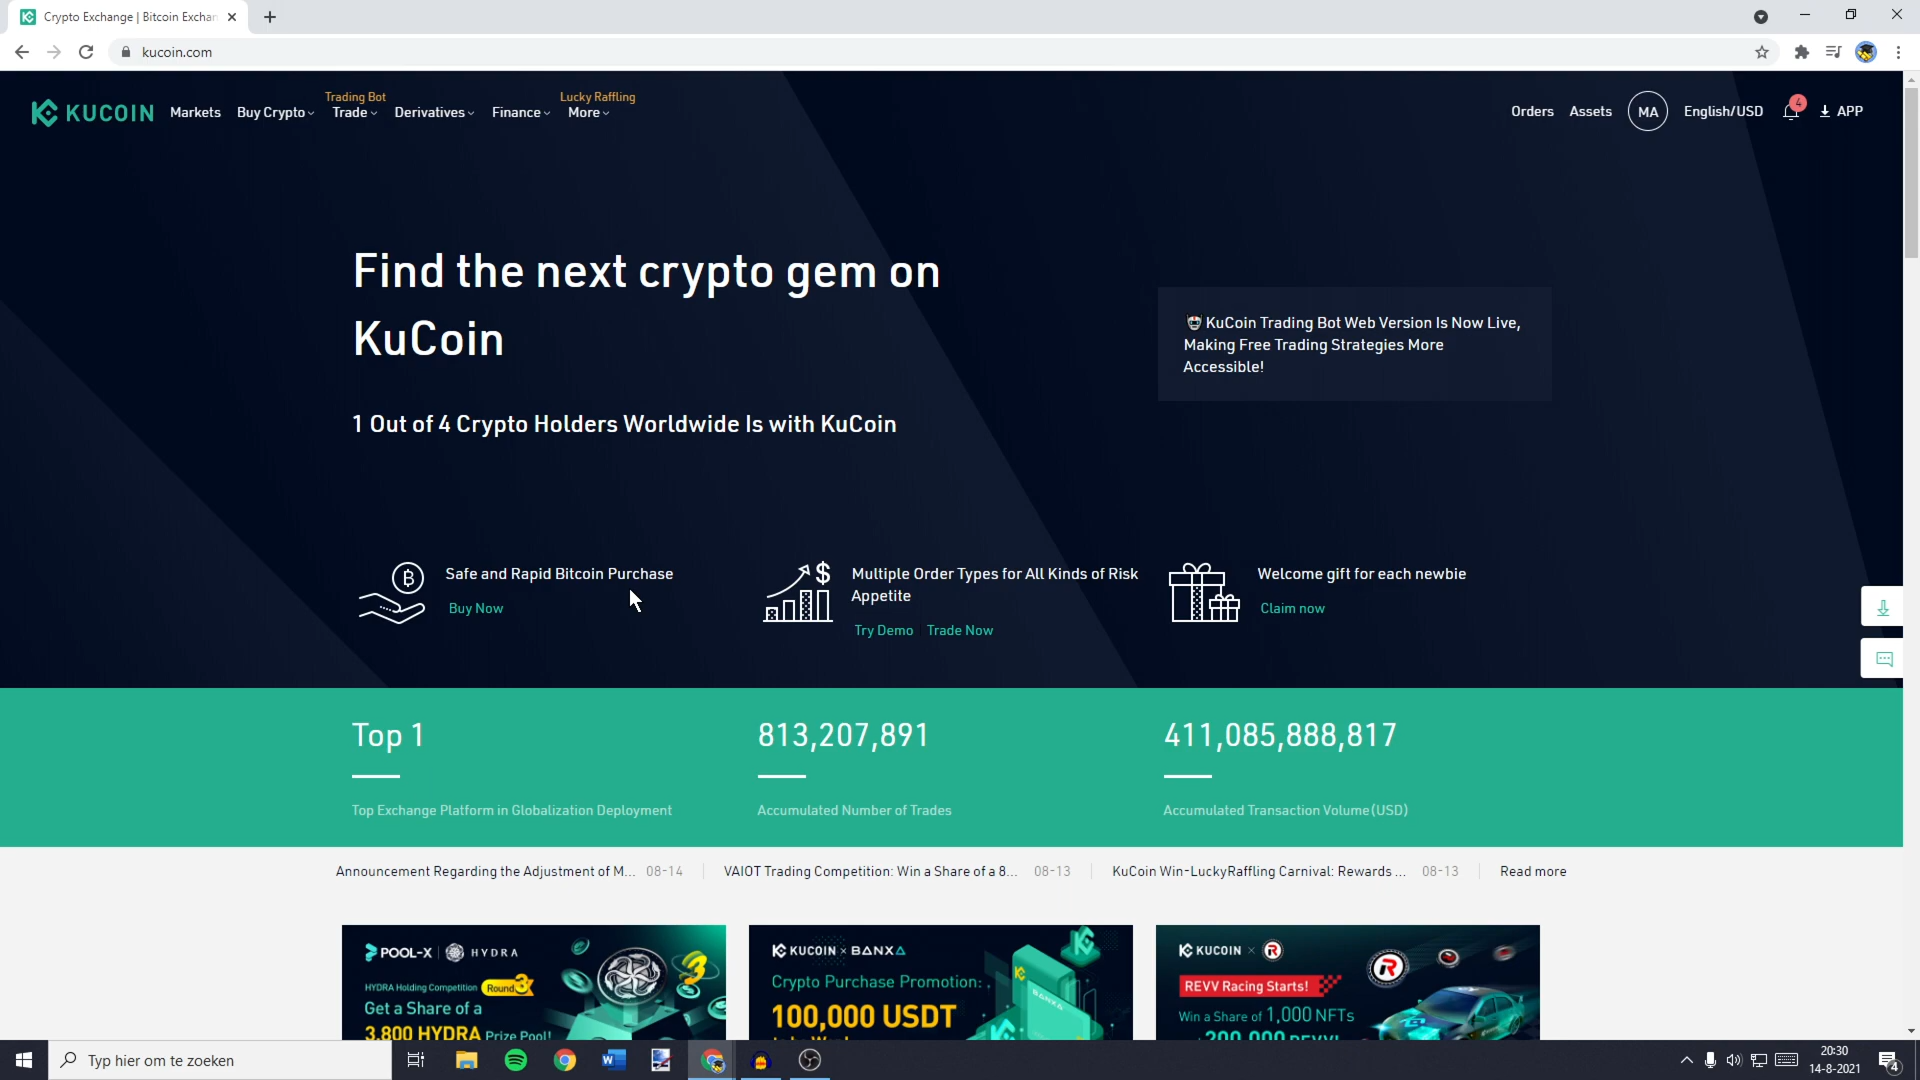 Crypto Exchange | Bitcoin Exchan
kucoin.com
KUCOIN
Markets
Buy Crypto
Trading Bot
Trade
Derivatives
Finance
Lucky Raffling
More
Orders
Assets
MA
English/USD
4
APP
Find the next crypto gem on
KuCoin
1 Out of 4 Crypto Holders Worldwide Is with KuCoin
KuCoin Trading Bot Web Version Is Now Live,
Making Free Trading Strategies More
Accessible!
Safe and Rapid Bitcoin Purchase
Buy Now
Multiple Order Types for All Kinds of Risk
Appetite
Try Demo
Trade Now
Welcome gift for each newbie
Claim now
Top 1
Top Exchange Platform in Globalization Deployment
813,207,891
Accumulated Number of Trades
411,085,888,817
Accumulated Transaction Volume(USD)
Announcement Regarding the Adjustment of M... 08-14
VAIOT Trading Competition: Win a Share of a 8... 08-13
KuCoin Win-LuckyRaffling Carnival: Rewards ... 08-13
Read more
POOL-X | HYDRA
HYDRA Holding Competition Round 3
Get a Share of a
3,800 HYDRA Prize Pool!
KUCOIN × BANXA
Crypto Purchase Promotion:
100,000 USDT
BANXA
KUCOIN × R
REVV Racing Starts!
Win a Share of 1,000 NFTs
Typ hier om te zoeken
20:30
14-8-2021
4